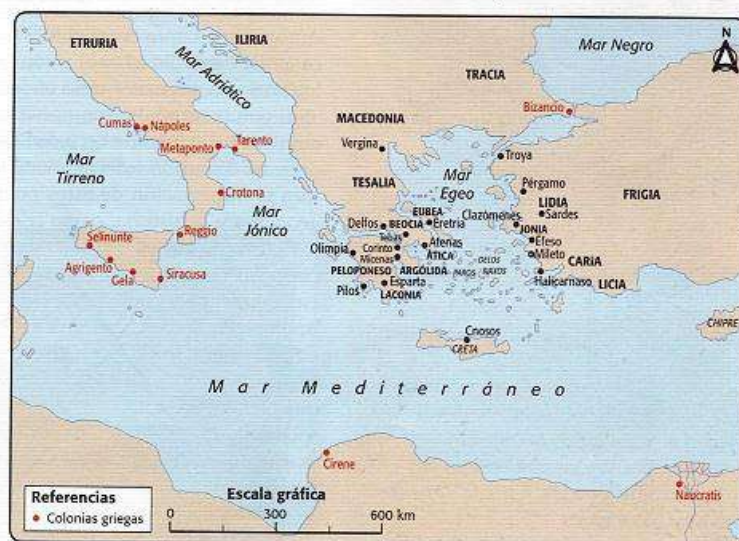 ETRURIA
ILIRIA
Mar Adriático
Mar Negro
N
TRACIA
Bizancio
MACEDONIA
Cumas
Nápoles
Metaponto
Tarento
Vergina
Troya
Mar
Tirreno
Mar
Egeo
TESALIA
Pérgamo
FRIGIA
Crotona
LIDIA
Mar
Jónico
EUBEA
Clazómenes
Sardes
Delfos
BEOCIA
Eretria
JONIA
Reggio
Tebas
Efeso
Selinunte
Olimpia
Corinto
Atenas
Mileto
Micenas
ÁTICA
DELOS
CARIA
Agrigento
PELOPONESO
ARGÓLIDA
PAROS
NAXOS
Gela
Siracusa
Pilos
Esparta
Halicarnaso
LICIA
LACONIA
Cnosos
CRETA
CHIPRE
Mar Mediterráneo
Cirene
Naucratis
Referencias
Colonias griegas
Escala gráfica
0 300 600 km